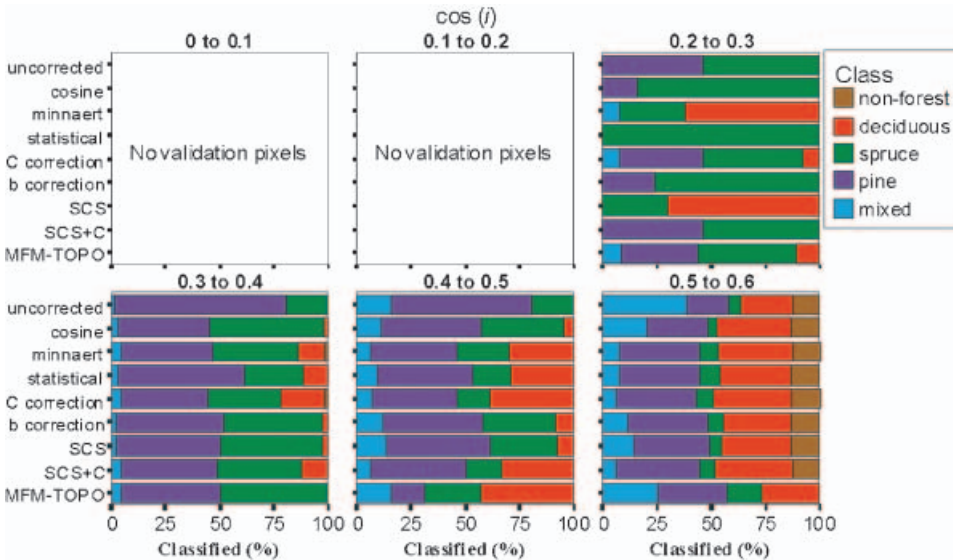 cos (i)
0 to 0.1
0.1 to 0.2
0.2 to 0.3
uncorrected
cosine
minnaert
statistical
C correction
b correction
SCS
SCS+C
MFM-TOPO
No validation pixels
No validation pixels
Class
non-forest
deciduous
spruce
pine
mixed
0.3 to 0.4
0.4 to 0.5
0.5 to 0.6
uncorrected
cosine
minnaert
statistical
C correction
b correction
SCS
SCS+C
MFM-TOPO
0 25 50 75 100 0 25 50 75 100 0 25 50 75 100
Classified (%) Classified (%) Classified (%)